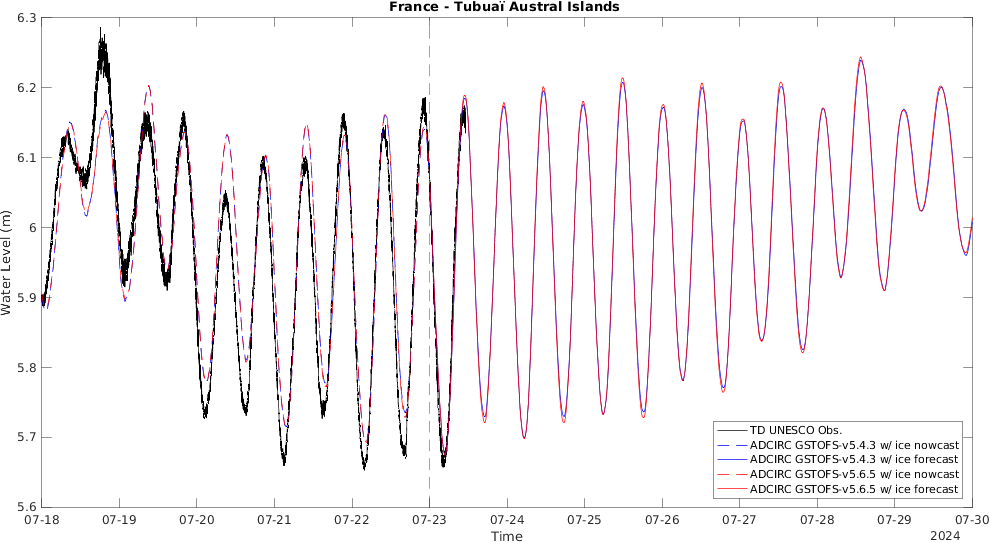 France - Tubuaï Austral Islands
6.3
6.2
6.1
6
5.9
5.8
5.7
5.6
Water Level (m)
TD UNESCO Obs.
ADCIRC GSTOFS-v5.4.3 w/ ice nowcast
ADCIRC GSTOFS-v5.4.3 w/ ice forecast
ADCIRC GSTOFS-v5.6.5 w/ ice nowcast
ADCIRC GSTOFS-v5.6.5 w/ ice forecast
07-18 07-19 07-20 07-21 07-22 07-23 07-24 07-25 07-26 07-27 07-28 07-29 07-30
Time
2024